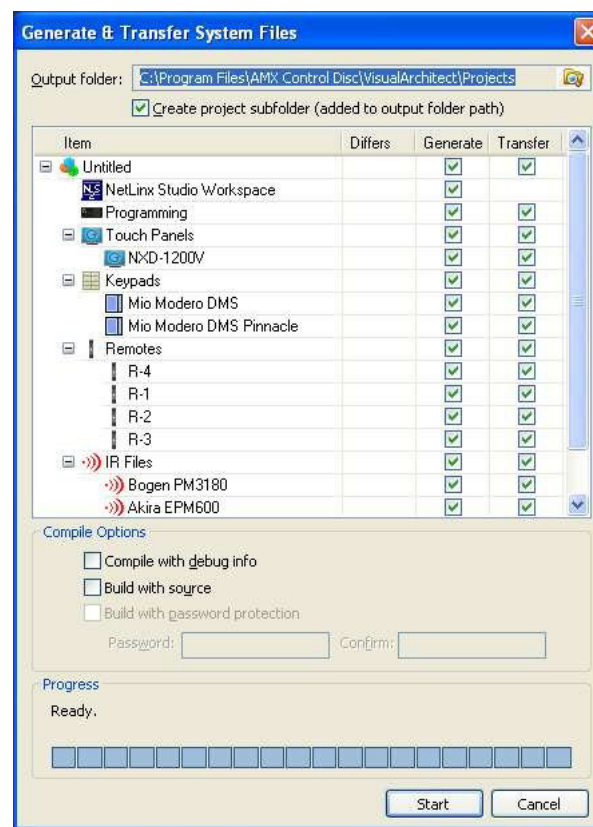 Generate & Transfer System Files
Output folder: C:\Program Files\AMX Control Disc\VisualArchitect\Projects
Create project subfolder (added to output folder path)
Item Differs Generate Transfer
Untitled
NetLinx Studio Workspace
Programming
Touch Panels
NXD-1200V
Keypads
Mio Modero DMS
Mio Modero DMS Pinnacle
Remotes
R-4
R-1
R-2
R-3
IR Files
Bogen PM3180
Akira EPM600
Compile Options
Compile with debug info
Build with source
Build with password protection
Password: Confirm:
Progress
Ready.
Start Cancel